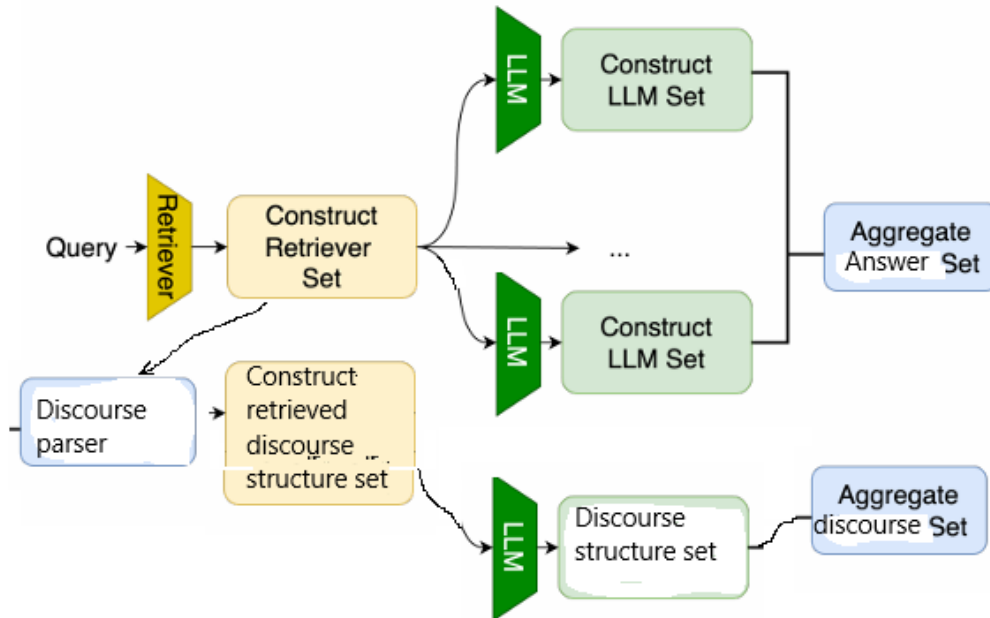 LLM
Construct
LLM Set
Query
Retriever
Construct
Retriever
Set
...
Aggregate
Answer Set
LLM
Construct
LLM Set
Discourse
parser
Construct
retrieved
discourse
structure set
LLM
Discourse
structure set
Aggregate
discourse Set